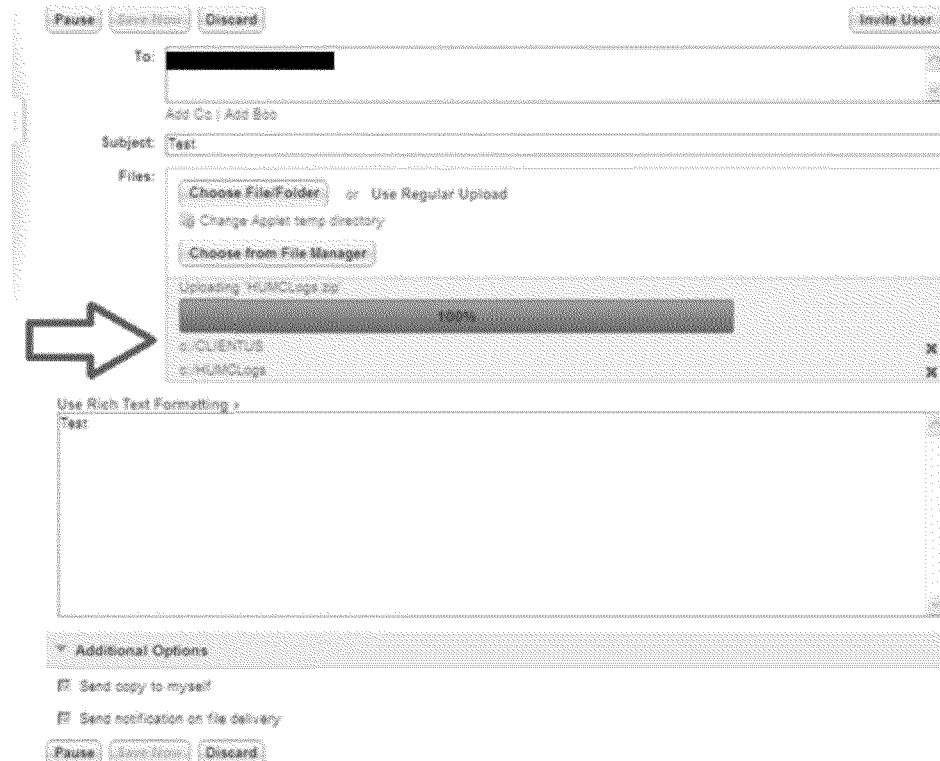 Pause Save Now Discard Invite User
To:
Add Co | Add Boo
Subject: Test
Files:
Choose File/Folder or Use Regular Upload
Change Applet temp directory
Choose from File Manager
Uploading 'HUMCLogs.zip'
100%
c:\CLIENTUS
c:\HUMCLogs
Use Rich Text Formatting »
Test
Additional Options
Send copy to myself
Send notification on file delivery
Pause Save Now Discard